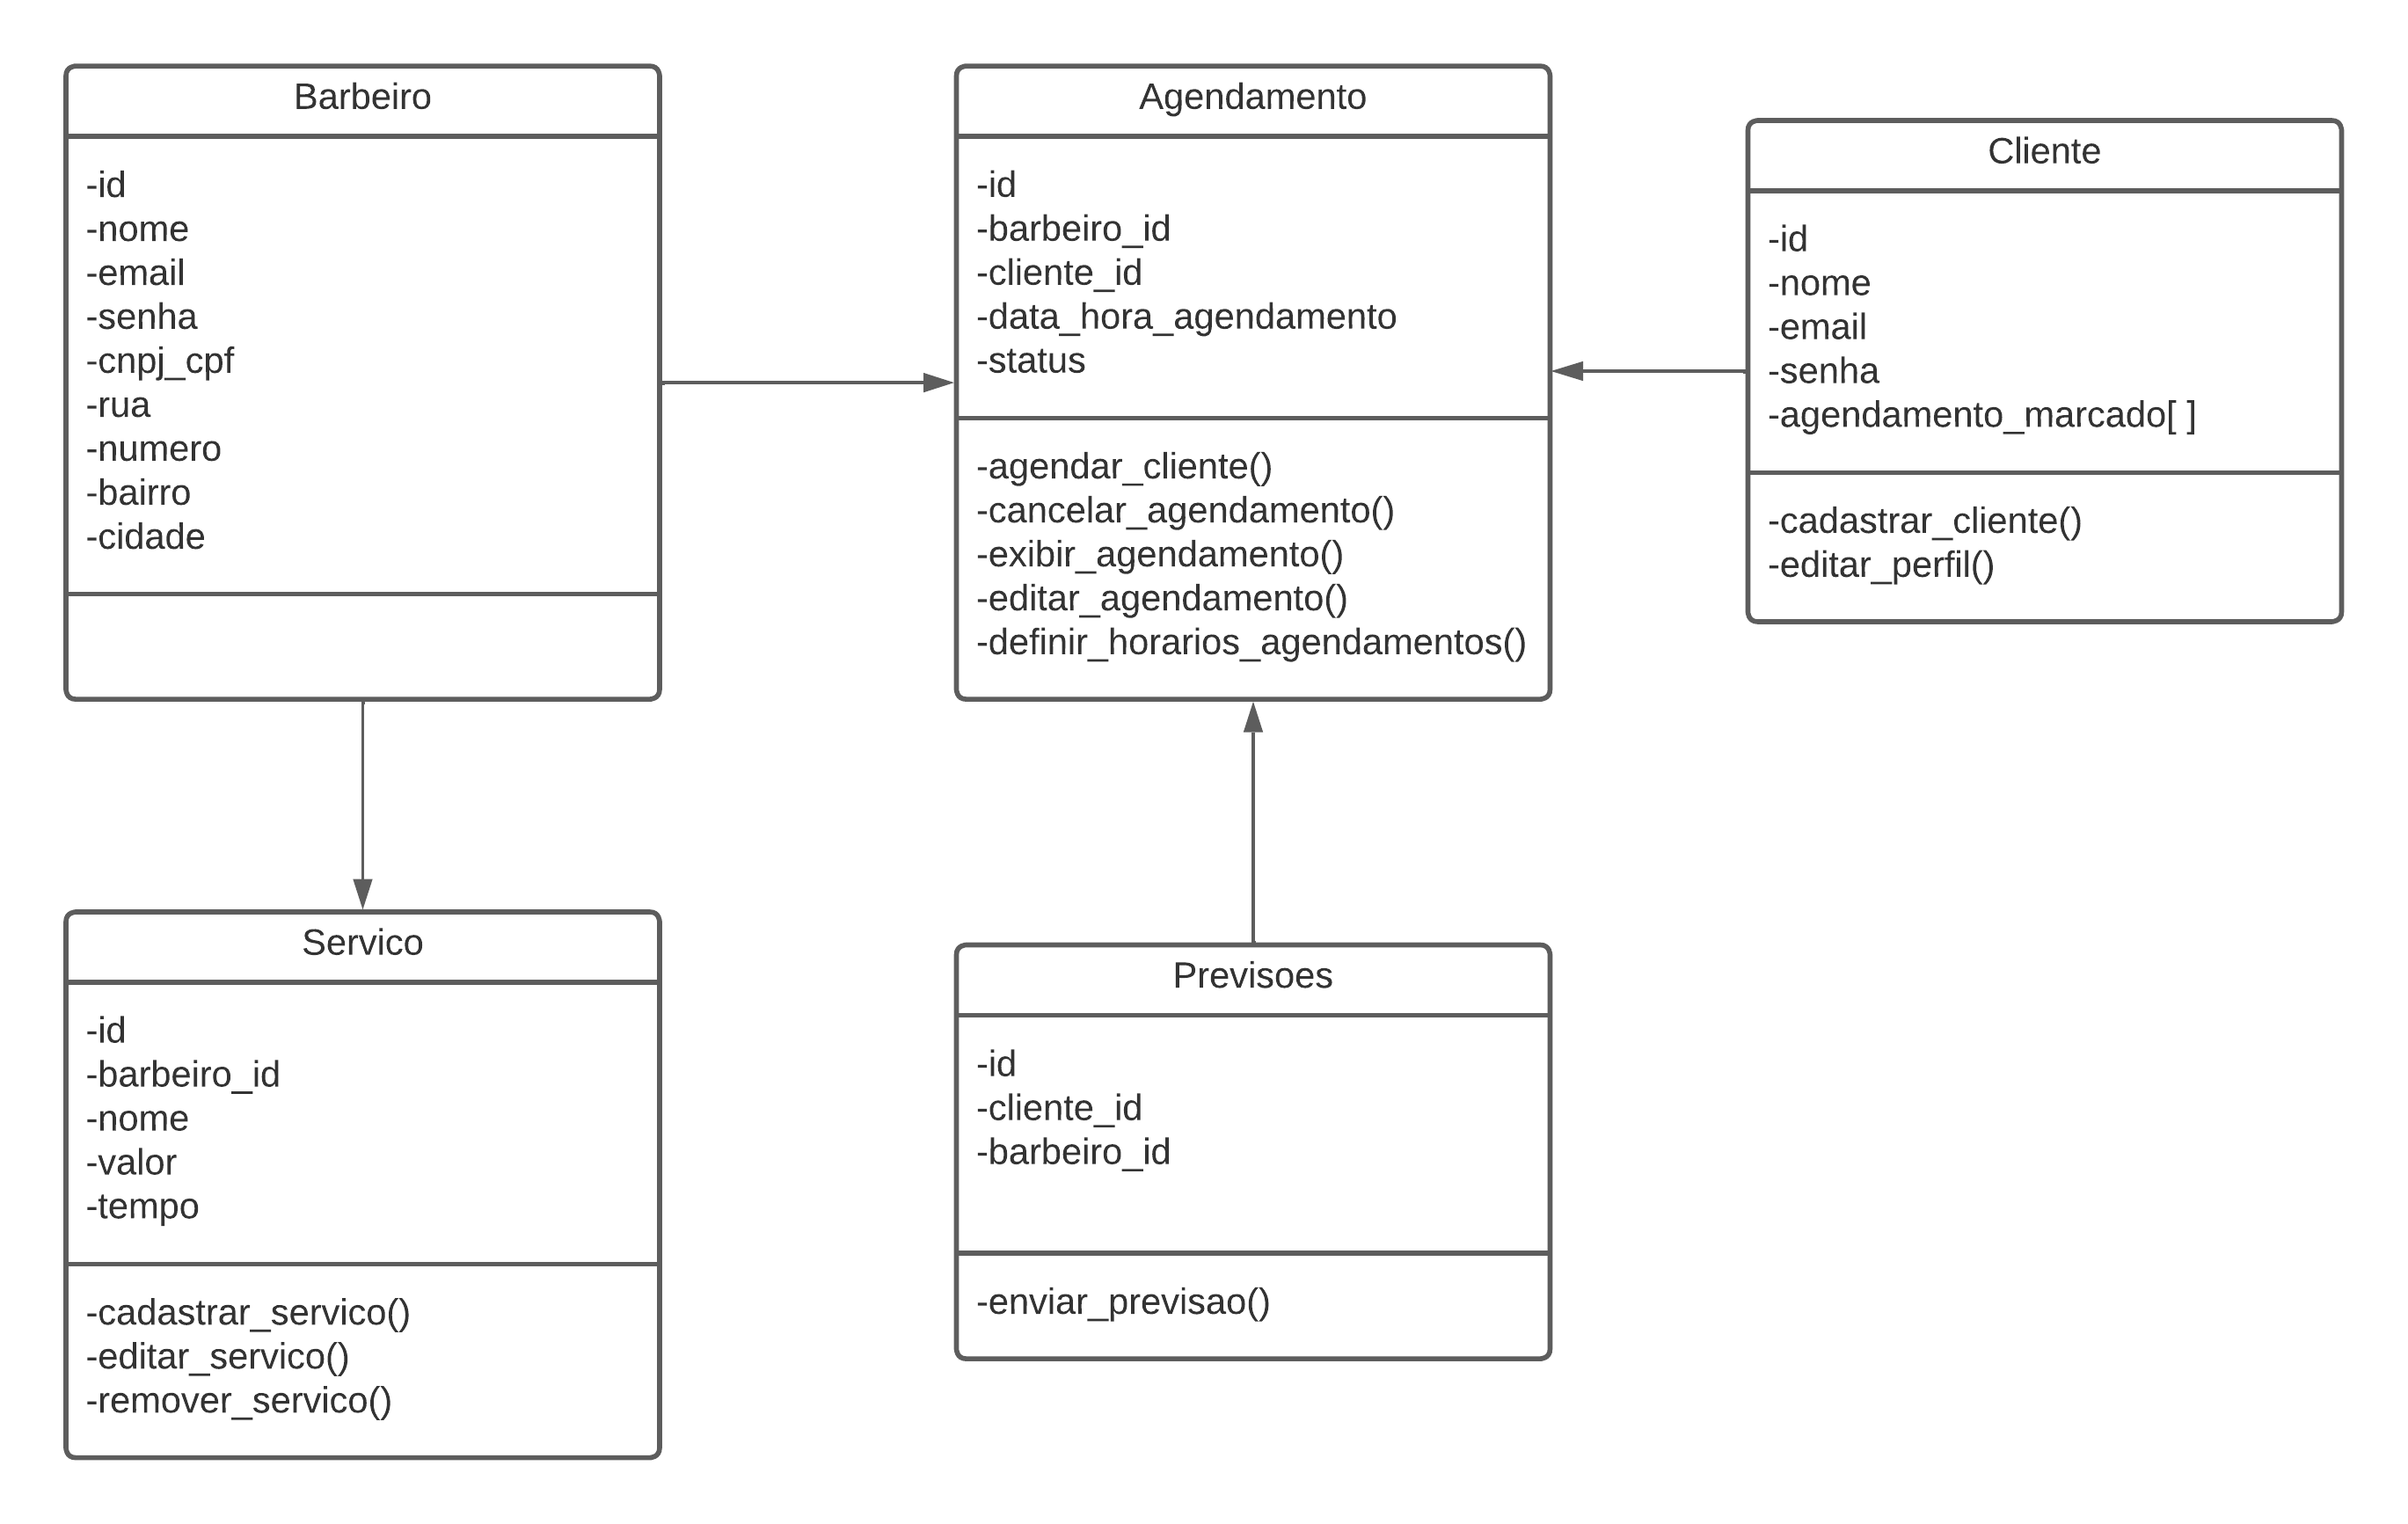 Barbeiro
-id
-nome
-email
-senha
-cnpj_cpf
-rua
-numero
-bairro
-cidade
Agendamento
-id
-barbeiro_id
-cliente_id
-data_hora_agendamento
-status
-agendar_cliente()
-cancelar_agendamento()
-exibir_agendamento()
-editar_agendamento()
-definir_horarios_agendamentos()
Cliente
-id
-nome
-email
-senha
-agendamento_marcado[ ]
-cadastrar_cliente()
-editar_perfil()
Servico
-id
-barbeiro_id
-nome
-valor
-tempo
-cadastrar_servico()
-editar_servico()
-remover_servico()
Previsoes
-id
-cliente_id
-barbeiro_id
-enviar_previsao()